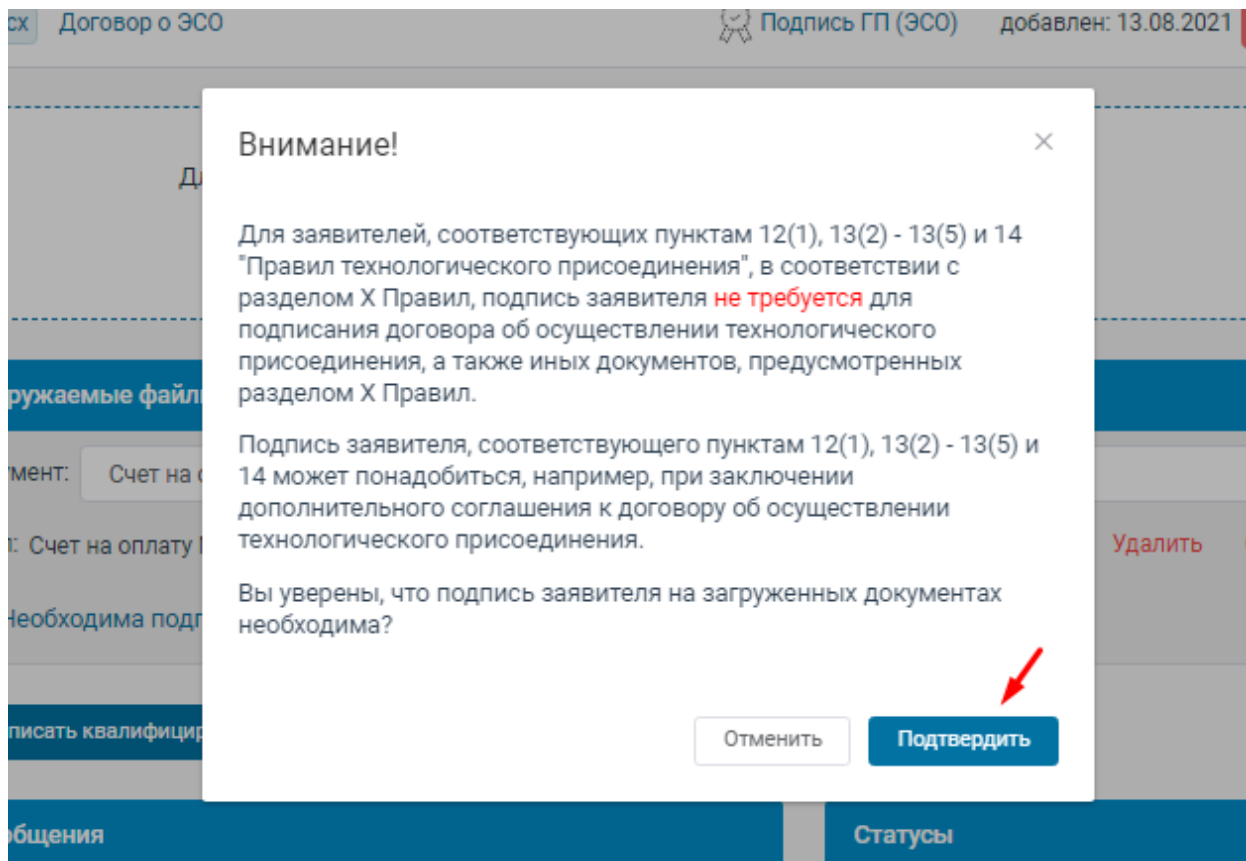 сх Договор о ЭСО Подпись ГП (ЭСО) добавлен: 13.08.2021
Внимание!
Для заявителей, соответствующих пунктам 12(1), 13(2) - 13(5) и 14
"Правил технологического присоединения", в соответствии с
разделом X Правил, подпись заявителя не требуется для
подписания договора об осуществлении технологического
присоединения, а также иных документов, предусмотренных
разделом X Правил.
Подпись заявителя, соответствующего пунктам 12(1), 13(2) - 13(5) и
14 может понадобиться, например, при заключении
дополнительного соглашения к договору об осуществлении
технологического присоединения.
Вы уверены, что подпись заявителя на загруженных документах
необходима?
Отменить Подтвердить
ружаемые файл
мент: Счет на
Счет на оплату Удалить
Необходима подп
писать квалифицир
общения Статусы